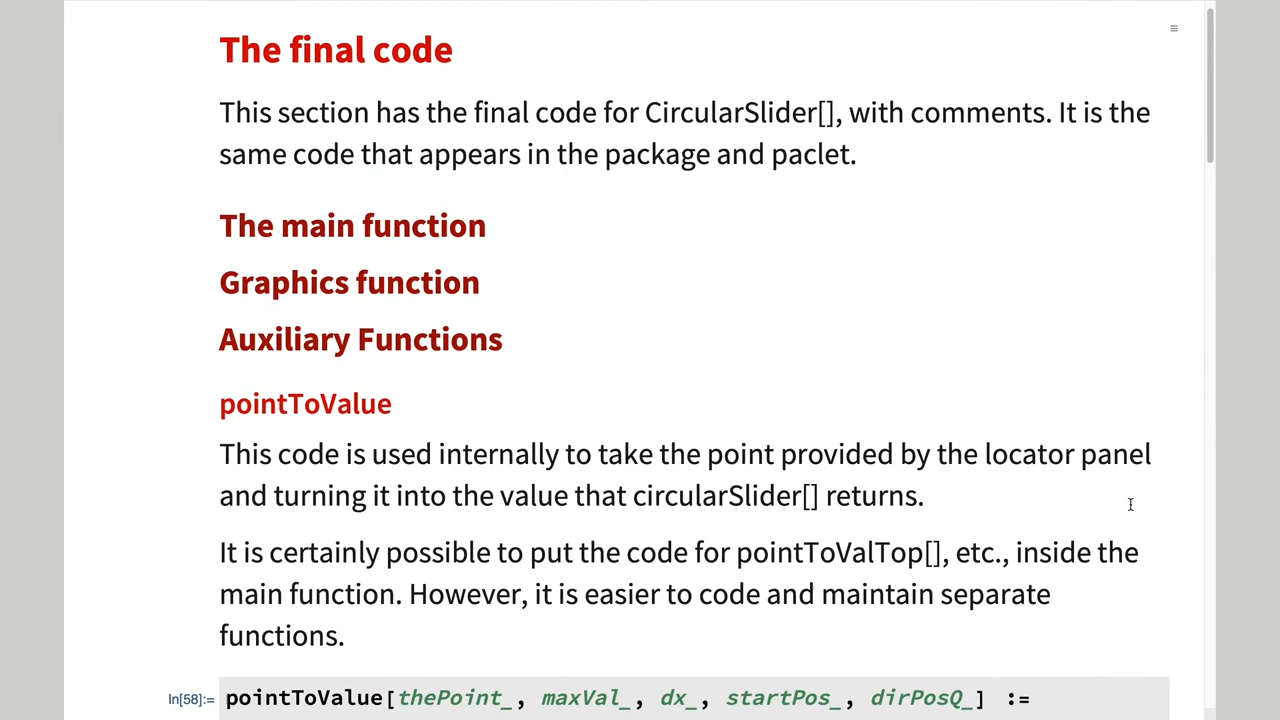 The final code
This section has the final code for CircularSlider[], with comments. It is the
same code that appears in the package and paclet.
The main function
Graphics function
Auxiliary Functions
pointToValue
This code is used internally to take the point provided by the locator panel
and turning it into the value that circularSlider[] returns.
It is certainly possible to put the code for pointToValTop[], etc., inside the
main function. However, it is easier to code and maintain separate
functions.
In[58]:= pointToValue[thePoint_, maxVal_, dx_, startPos_, dirPosQ_] :=